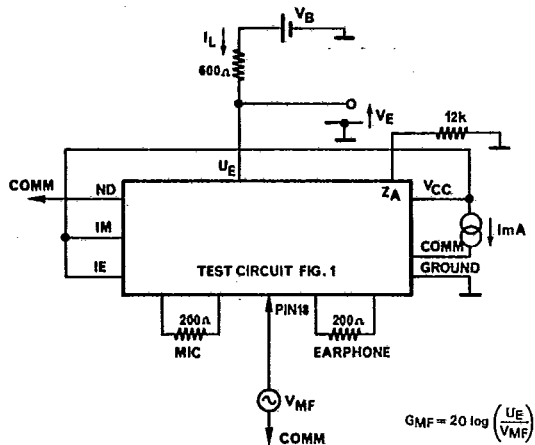 V_B
I_L
600Ω
V_E
12k
U_E
Z_A
COMM
ND
V_CC
IM
ImA
COMM
IE
TEST CIRCUIT FIG. 1
GROUND
200Ω
PIN18
200Ω
MIC
EARPHONE
V_MF
G_MF = 20 log (U_E / V_MF)
COMM